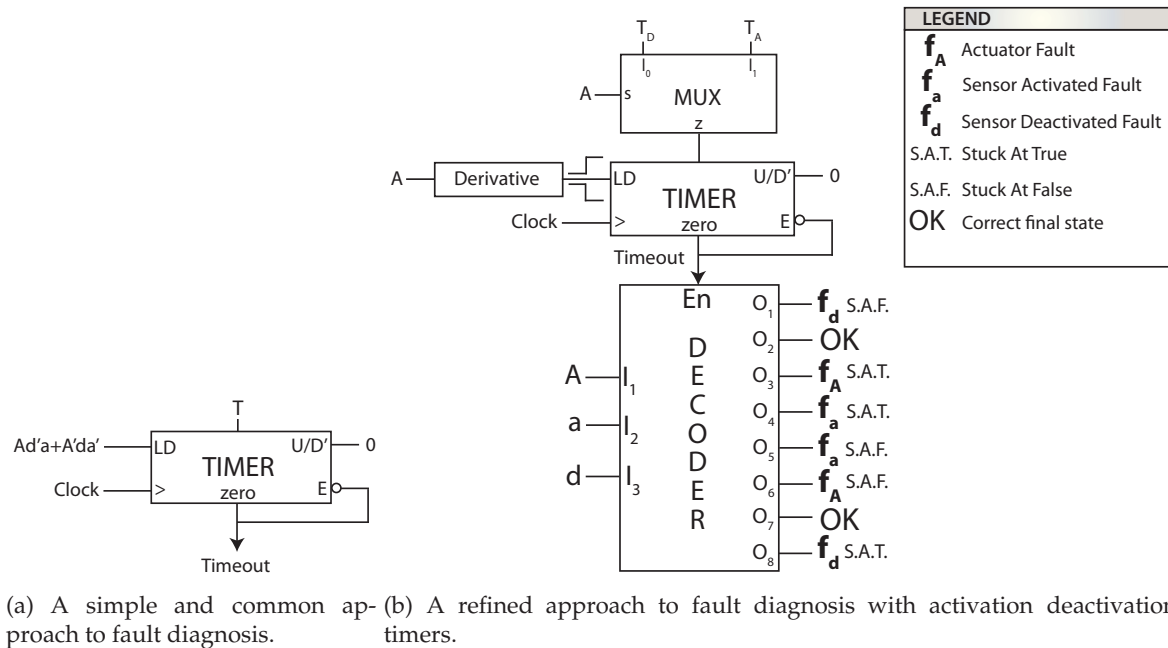 T_D T_A
I_0 I_1
A s MUX
z
A Derivative LD TIMER U/D' 0
Clock > zero E
Timeout
En
DECODER
A I_1
a I_2
d I_3
O_1 f_d S.A.F.
O_2 OK
O_3 f_A S.A.T.
O_4 f_a S.A.T.
O_5 f_a S.A.F.
O_6 f_A S.A.F.
O_7 OK
O_8 f_d S.A.T.
LEGEND
f_A Actuator Fault
f_a Sensor Activated Fault
f_d Sensor Deactivated Fault
S.A.T. Stuck At True
S.A.F. Stuck At False
OK Correct final state
T
Ad'a+A'da' LD TIMER U/D' 0
Clock > zero E
Timeout
(a) A simple and common ap-
proach to fault diagnosis.
(b) A refined approach to fault diagnosis with activation deactivation
timers.